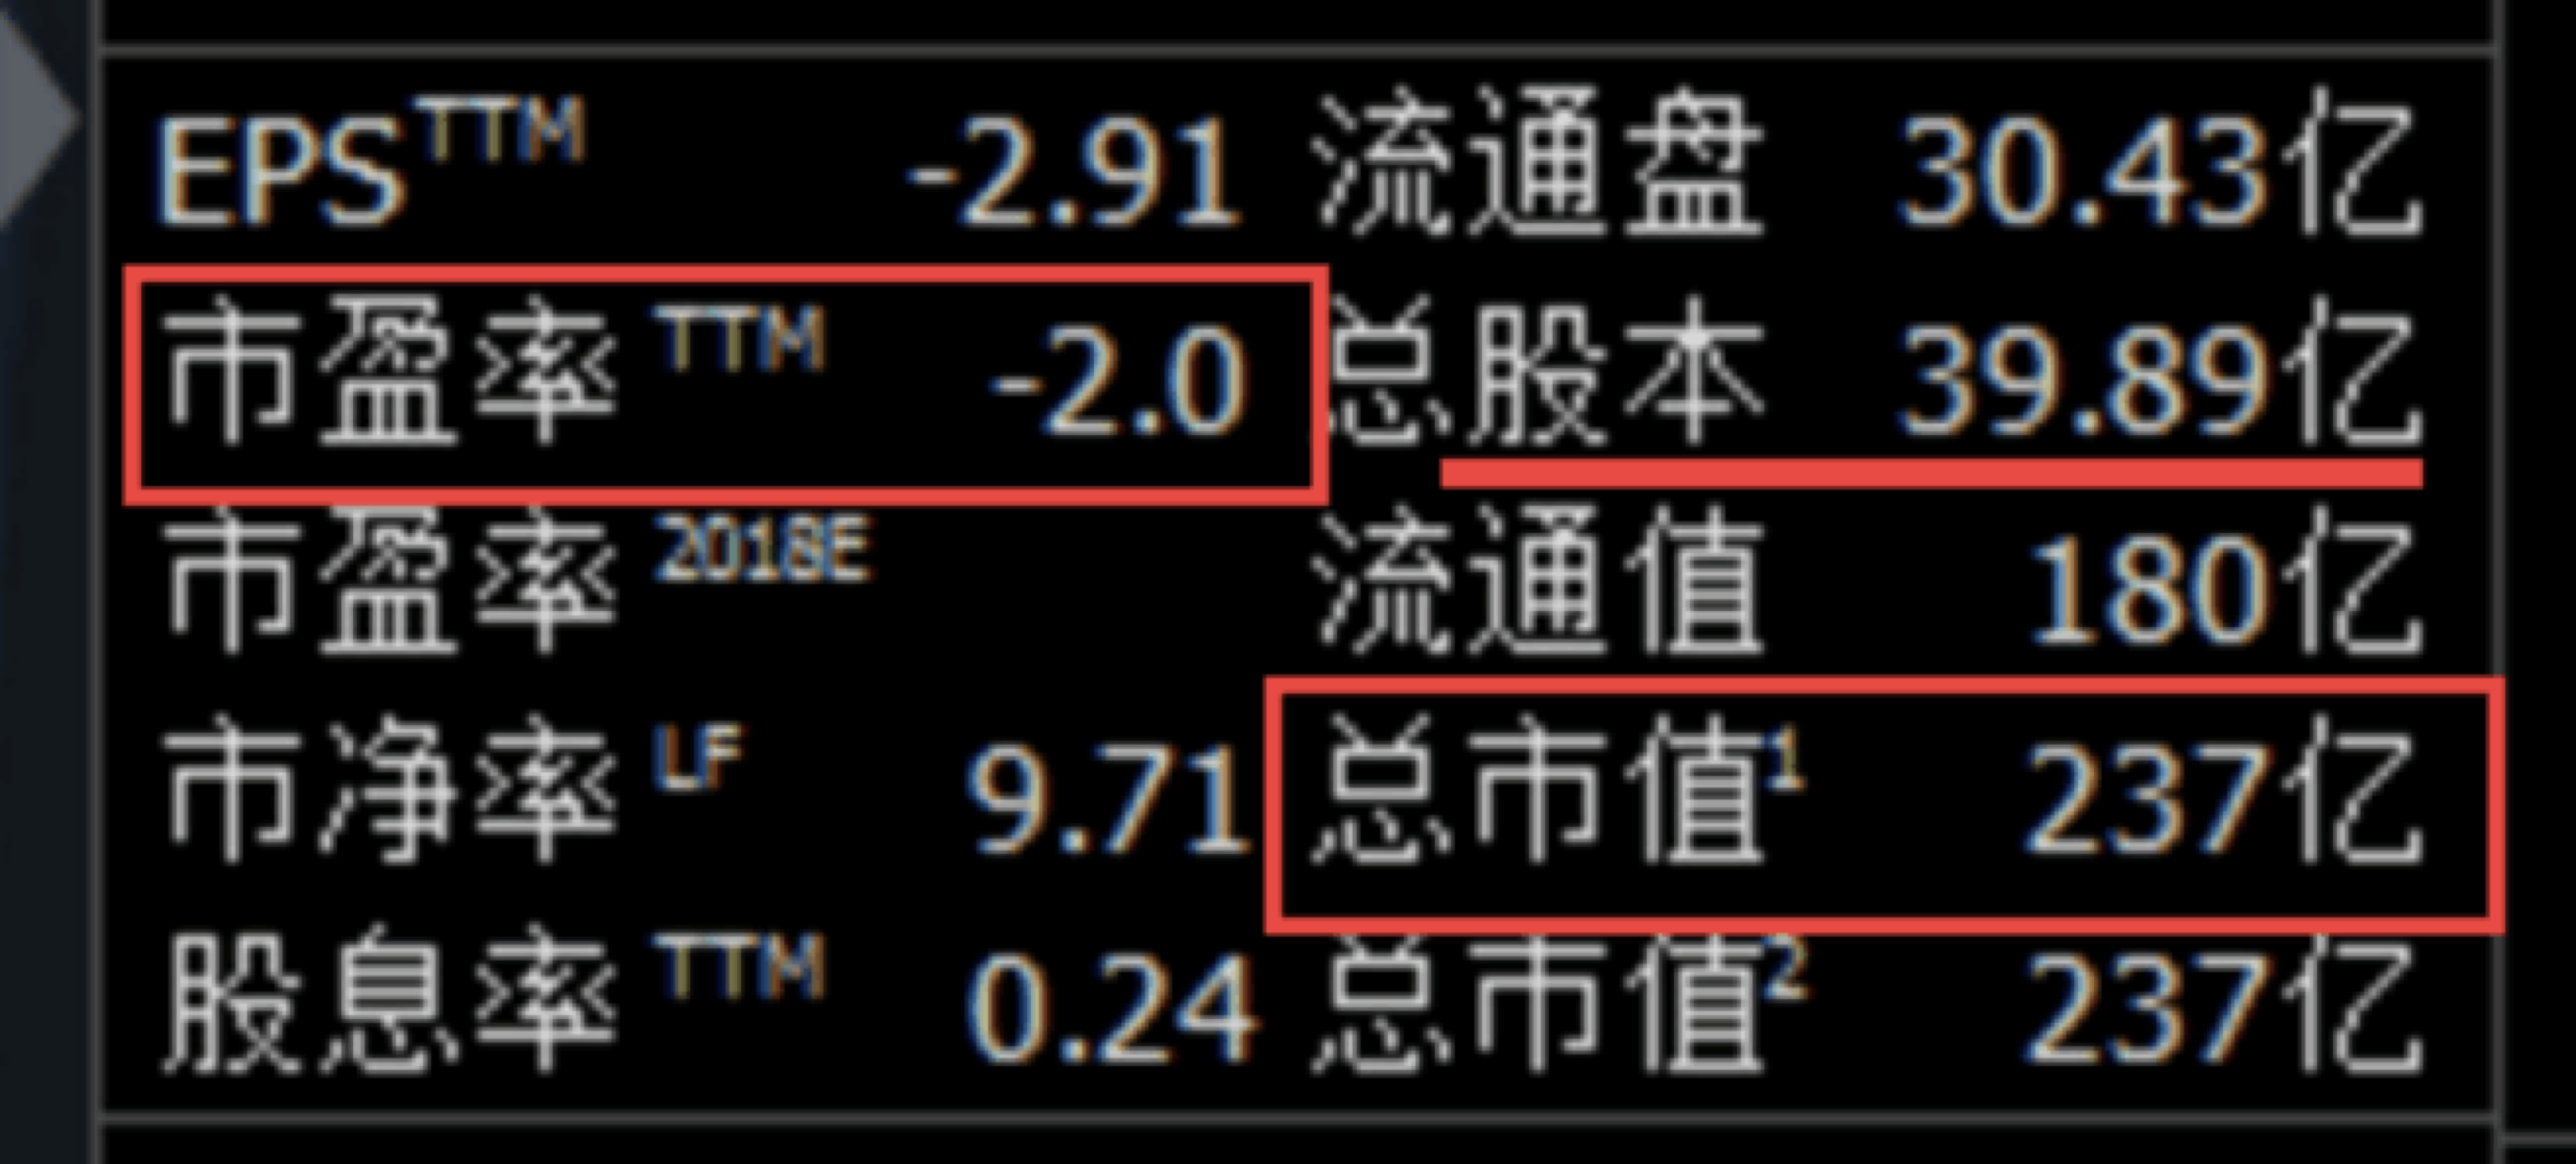 EPS TTM -2.91 流通盘 30.43亿
市盈率 TTM -2.0 总股本 39.89亿
市盈率 2018E 流通值 180亿
市净率 LF 9.71 总市值1 237亿
股息率 TTM 0.24 总市值2 237亿